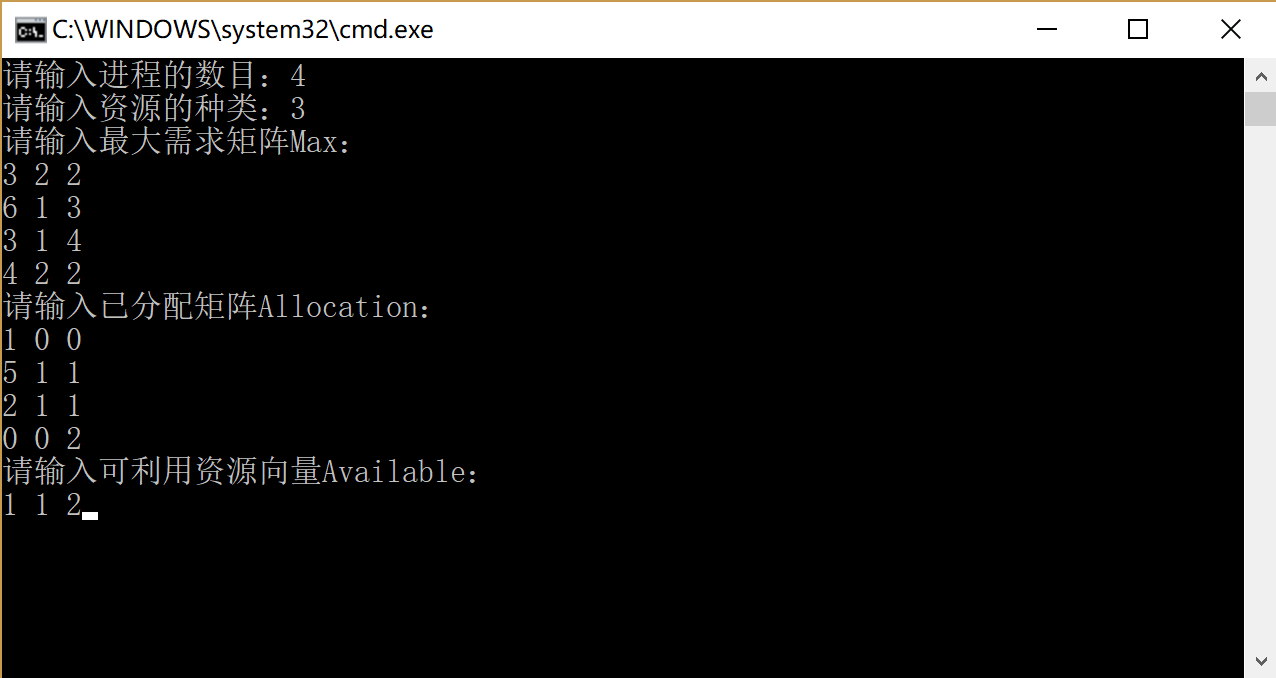 C:\WINDOWS\system32\cmd.exe
请输入进程的数目：4
请输入资源的种类：3
请输入最大需求矩阵Max：
3 2 2
6 1 3
3 1 4
4 2 2
请输入已分配矩阵Allocation：
1 0 0
5 1 1
2 1 1
0 0 2
请输入可利用资源向量Available：
1 1 2